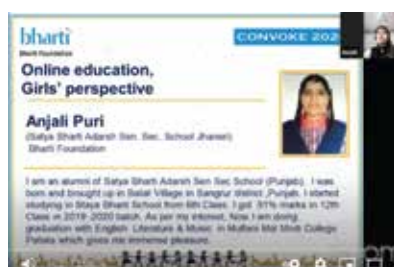 bharti
Bharti Foundation
CONVOKE 202
Online education,
Girls' perspective
Anjali Puri
(Satya Bharti Adarsh Sen. Sec. School Jhaneri)
Bharti Foundation
I am an alumni of Satya Bharti Adarsh Sen Sec School (Punjab). I was
born and brought up in Balial Village in Sangrur district ,Punjab. I started
studying in Staya Bharti School from 6th Class. I got 91% marks in 12th
Class in 2019 -2020 batch. As per my interest, Now I am doing
graduation with English Literature & Music in Multani Mal Modi College
Patiala which gives me immense pleasure.